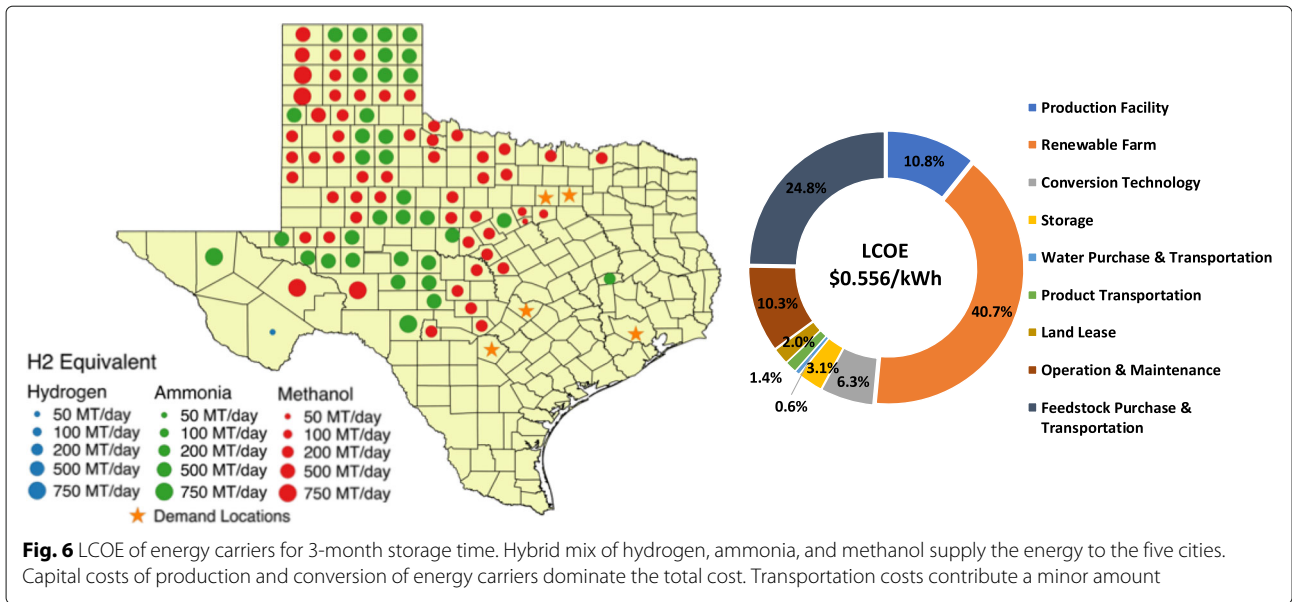 H2 Equivalent
Hydrogen
50 MT/day
100 MT/day
200 MT/day
500 MT/day
750 MT/day
Ammonia
50 MT/day
100 MT/day
200 MT/day
500 MT/day
750 MT/day
Methanol
50 MT/day
100 MT/day
200 MT/day
500 MT/day
750 MT/day
Demand Locations
LCOE
$0.556/kWh
10.8%
40.7%
6.3%
3.1%
0.6%
1.4%
2.0%
10.3%
24.8%
Production Facility
Renewable Farm
Conversion Technology
Storage
Water Purchase & Transportation
Product Transportation
Land Lease
Operation & Maintenance
Feedstock Purchase &
Transportation
Fig. 6 LCOE of energy carriers for 3-month storage time. Hybrid mix of hydrogen, ammonia, and methanol supply the energy to the five cities.
Capital costs of production and conversion of energy carriers dominate the total cost. Transportation costs contribute a minor amount